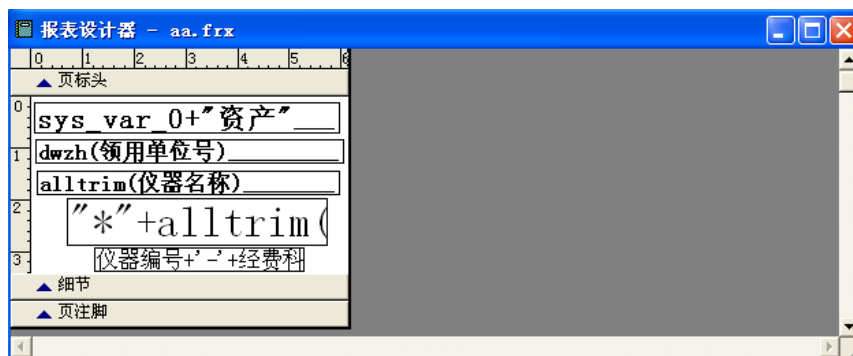 报表设计器 - aa.frx
0 1 2 3 4 5 6
页标头
0
sys_var_0+"资产"
1
dwzh(领用单位号)
alltrim(仪器名称)
2
"*"+alltrim(
3
仪器编号+'-'+经费科
细节
页注脚